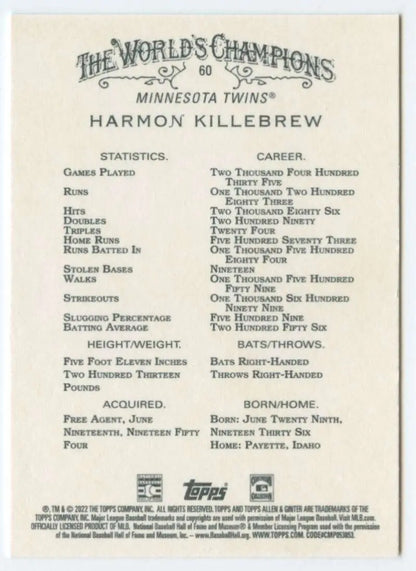 THE WORLD'S CHAMPIONS
60
MINNESOTA TWINS®
HARMON KILLEBREW
STATISTICS. CAREER.
GAMES PLAYED TWO THOUSAND FOUR HUNDRED
THIRTY FIVE
RUNS ONE THOUSAND TWO HUNDRED
EIGHTY THREE
HITS TWO THOUSAND EIGHTY SIX
DOUBLES TWO HUNDRED NINETY
TRIPLES TWENTY FOUR
HOME RUNS FIVE HUNDRED SEVENTY THREE
RUNS BATTED IN ONE THOUSAND FIVE HUNDRED
EIGHTY FOUR
STOLEN BASES NINETEEN
WALKS ONE THOUSAND FIVE HUNDRED
FIFTY NINE
STRIKEOUTS ONE THOUSAND SIX HUNDRED
NINETY NINE
SLUGGING PERCENTAGE FIVE HUNDRED NINE
BATTING AVERAGE TWO HUNDRED FIFTY SIX
HEIGHT/WEIGHT. BATS/THROWS.
FIVE FOOT ELEVEN INCHES BATS RIGHT-HANDED
TWO HUNDRED THIRTEEN THROWS RIGHT-HANDED
POUNDS
ACQUIRED. BORN/HOME.
FREE AGENT, JUNE BORN: JUNE TWENTY NINTH,
NINETEENTH, NINETEEN FIFTY NINETEEN THIRTY SIX
FOUR HOME: PAYETTE, IDAHO
topps
®, TM & © 2022 THE TOPPS COMPANY, INC. ALL RIGHTS RESERVED. TOPPS AND TOPPS ALLEN & GINTER ARE TRADEMARKS OF THE
TOPPS COMPANY, INC. Major League Baseball trademarks and copyrights are used with permission of Major League Baseball. Visit MLB.com.
OFFICIALLY LICENSED PRODUCT OF MLB. National Baseball Hall of Fame and Museum® & Member Licensing Program used with the permission
of the National Baseball Hall of Fame and Museum, Inc. – www.BaseballHall.org. WWW.TOPPS.COM. CODE#CMP053053.